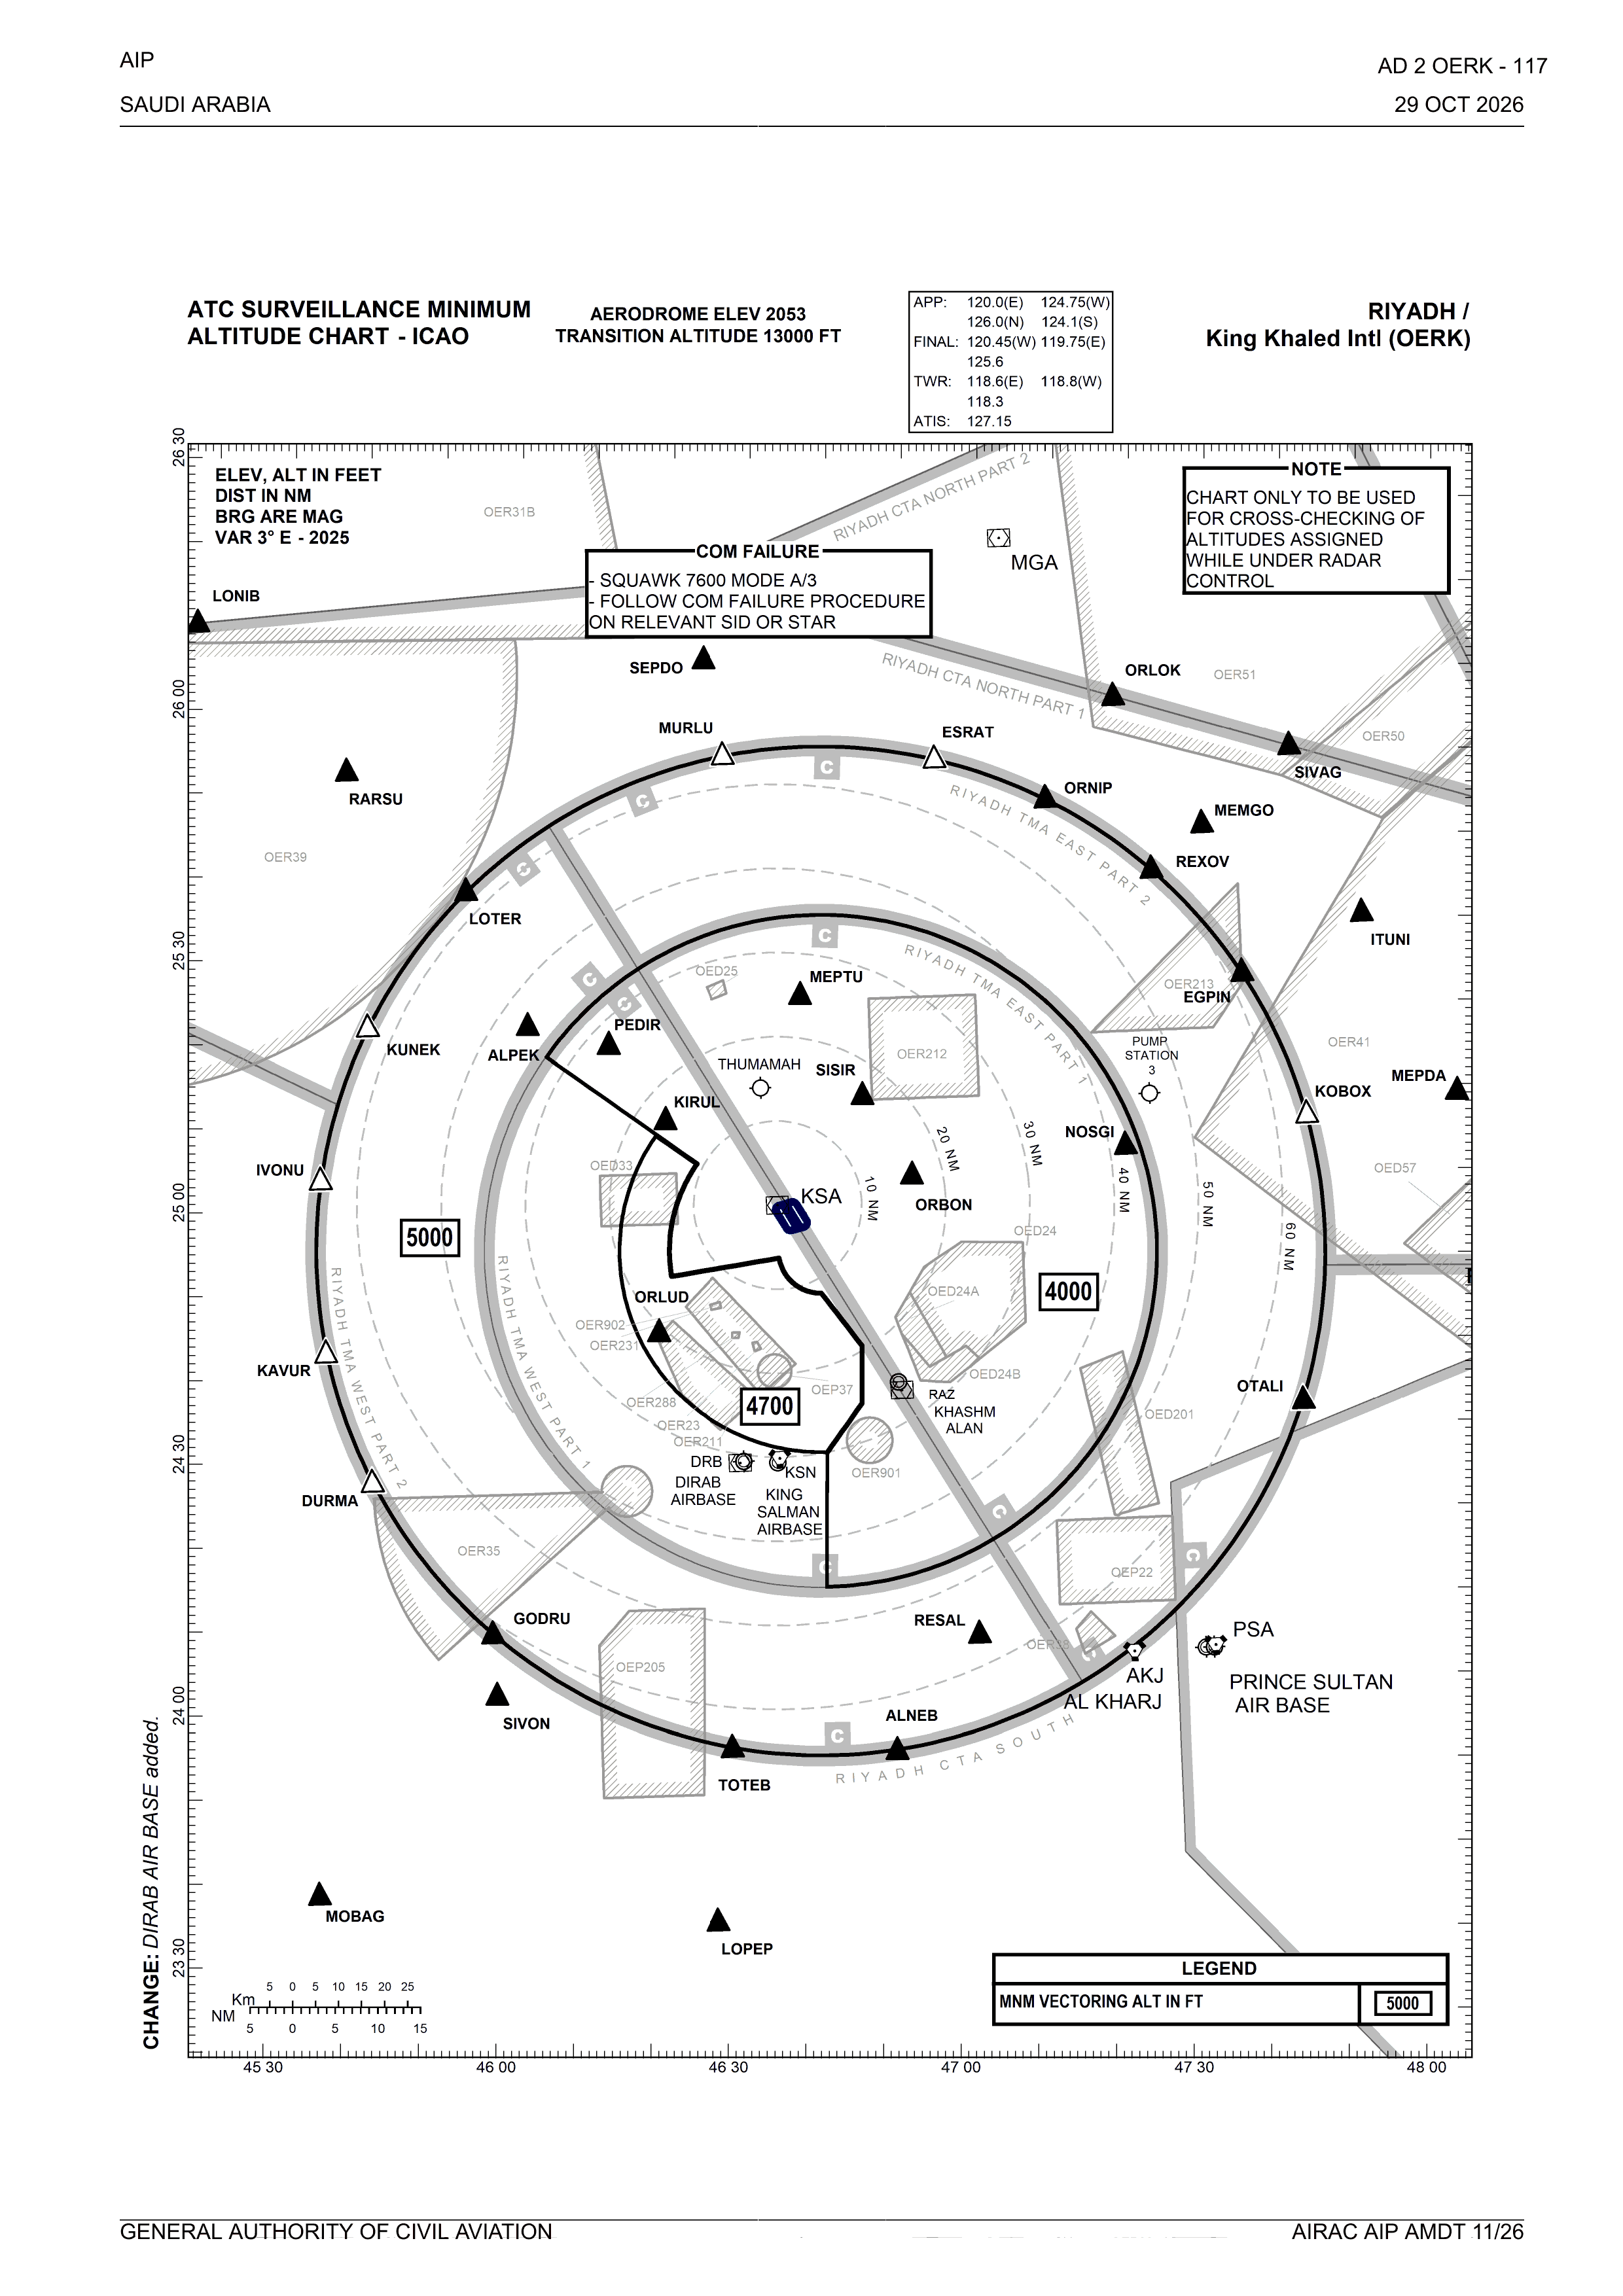 AIP
AD 2 OERK - 117
SAUDI ARABIA
29 OCT 2026
ATC SURVEILLANCE MINIMUM
ALTITUDE CHART - ICAO
AERODROME ELEV 2053
TRANSITION ALTITUDE 13000 FT
APP: 120.0(E) 124.75(W)
126.0(N) 124.1(S)
FINAL: 120.45(W) 119.75(E)
125.6
TWR: 118.6(E) 118.8(W)
118.3
ATIS: 127.15
RIYADH /
King Khaled Intl (OERK)
ELEV, ALT IN FEET
DIST IN NM
BRG ARE MAG
VAR 3° E - 2025
NOTE
CHART ONLY TO BE USED
FOR CROSS-CHECKING OF
ALTITUDES ASSIGNED
WHILE UNDER RADAR
CONTROL
COM FAILURE
- SQUAWK 7600 MODE A/3
- FOLLOW COM FAILURE PROCEDURE
ON RELEVANT SID OR STAR
26 30
26 00
25 30
25 00
24 30
24 00
23 30
OER31B
RIYADH CTA NORTH PART 2
MGA
LONIB
SEPDO
RIYADH CTA NORTH PART 1
ORLOK
OER51
MURLU
ESRAT
OER50
SIVAG
C
C
RARSU
ORNIP
MEMGO
RIYADH TMA EAST PART 2
REXOV
OER39
C
LOTER
ITUNI
C
RIYADH TMA EAST PART 1
OED25
MEPTU
C
C
OER213
EGPIN
PEDIR
KUNEK
ALPEK
OER212
PUMP
STATION
3
OER41
THUMAMAH
SISIR
MEPDA
KOBOX
KIRUL
NOSGI
20 NM
30 NM
IVONU
OED33
OED57
10 NM
40 NM
50 NM
60 NM
KSA
ORBON
5000
OED24
RIYADH TMA WEST PART 1
RIYADH TMA WEST PART 2
ORLUD
OED24A
4000
OER902
OER231
KAVUR
OED24B
OEP37
OTALI
OER288
4700
RAZ
KHASHM
ALAN
OED201
OER23
OER211
DRB
KSN
OER901
DIRAB
AIRBASE
KING
SALMAN
AIRBASE
DURMA
C
OER35
C
C
OEP22
GODRU
RESAL
OER38
PSA
OEP205
AKJ
AL KHARJ
PRINCE SULTAN
AIR BASE
SIVON
ALNEB
C
RIYADH CTA SOUTH
TOTEB
MOBAG
LOPEP
CHANGE: DIRAB AIR BASE added.
Km 5 0 5 10 15 20 25
NM 5 0 5 10 15
LEGEND
MNM VECTORING ALT IN FT 5000
45 30
46 00
46 30
47 00
47 30
48 00
GENERAL AUTHORITY OF CIVIL AVIATION
AIRAC AIP AMDT 11/26